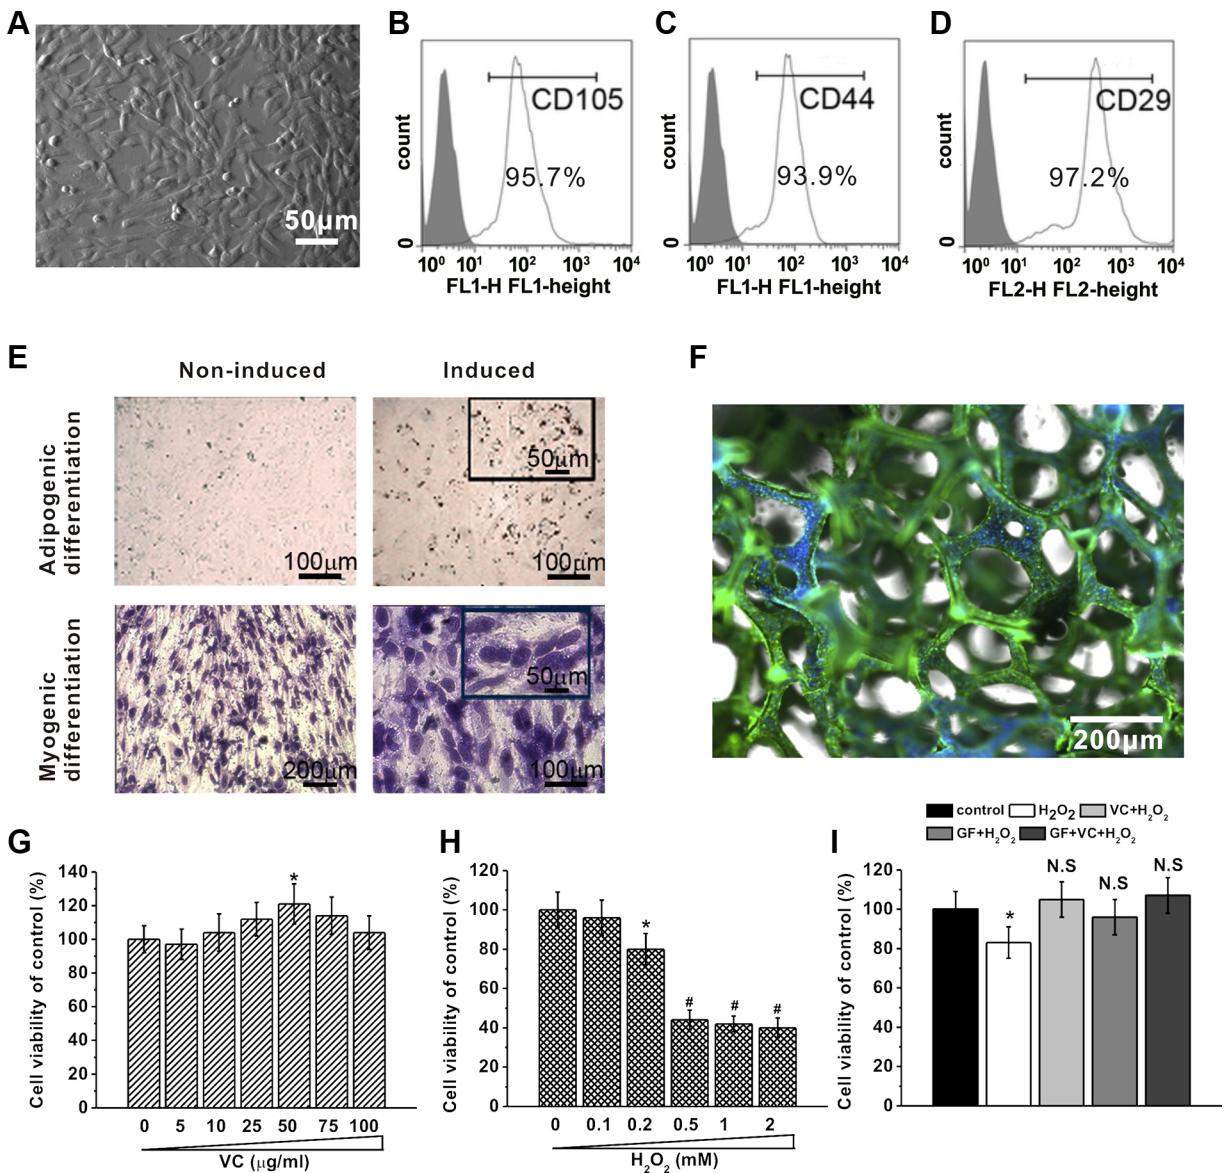 A
50μm
B
count
0
CD105
95.7%
10⁰ 10¹ 10² 10³ 10⁴
FL1-H FL1-height
C
count
0
CD44
93.9%
10⁰ 10¹ 10² 10³ 10⁴
FL1-H FL1-height
D
count
0
CD29
97.2%
10⁰ 10¹ 10² 10³ 10⁴
FL2-H FL2-height
E
Non-induced Induced
Adipogenic
differentiation
100μm
50μm
100μm
Myogenic
differentiation
200μm
50μm
100μm
F
200μm
G
Cell viability of control (%)
140
120
100
80
60
40
20
0
*
0 5 10 25 50 75 100
VC (μg/ml)
H
Cell viability of control (%)
120
100
80
60
40
20
0
*
# # #
0 0.1 0.2 0.5 1 2
H₂O₂ (mM)
I
control H₂O₂ VC+H₂O₂
GF+H₂O₂ GF+VC+H₂O₂
Cell viability of control (%)
120
100
80
60
40
20
0
*
N.S N.S N.S